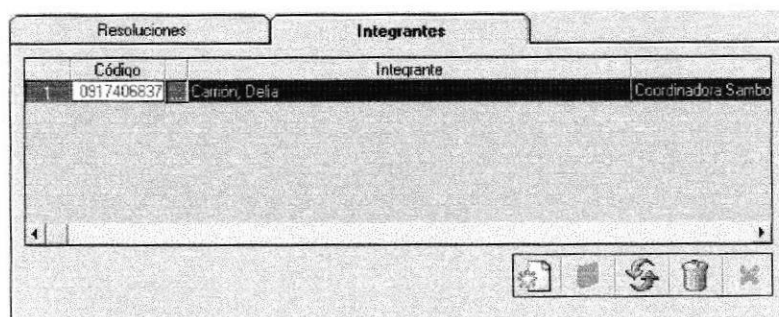 Resoluciones Integrantes
Código Integrante
1 0917406837 ... Carrión, Delia Coordinadora Sambo